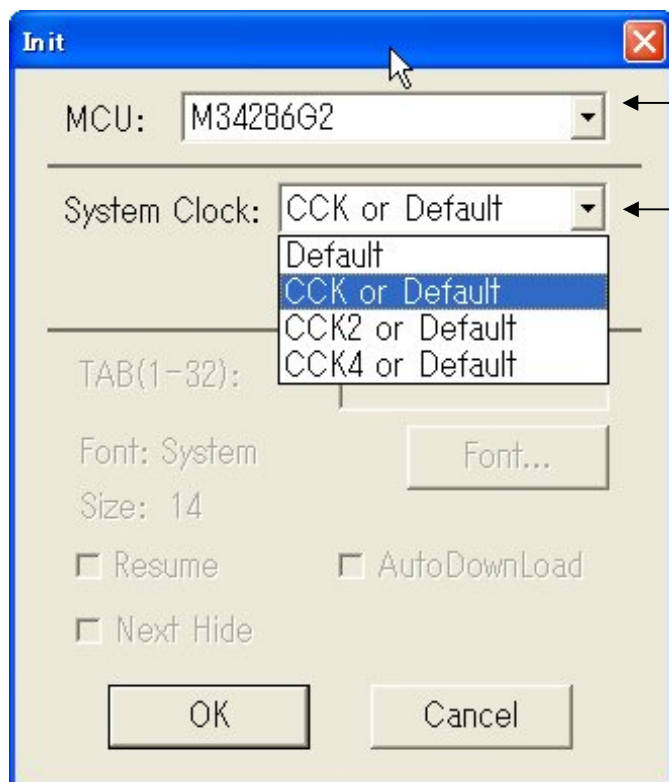 Init
MCU: M34286G2
System Clock: CCK or Default
Default
CCK or Default
CCK2 or Default
CCK4 or Default
TAB(1-32):
Font: System
Font...
Size: 14
Resume
AutoDownLoad
Next Hide
OK
Cancel